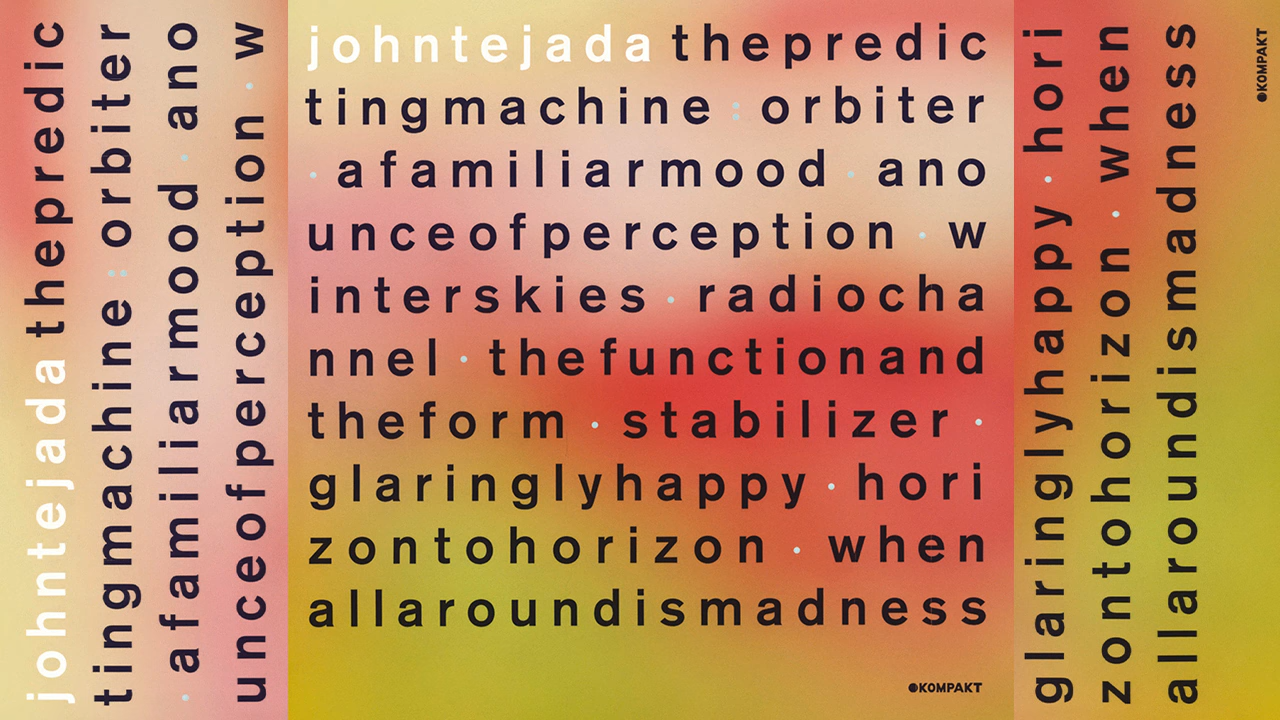 johntejada thepredic
tingmachine : orbiter
· afamiliarmood · ano
unceofperception · w
johntejada thepredic
tingmachine : orbiter
· afamiliarmood · ano
unceofperception · w
interskies · radiocha
nnel · thefunctionand
theform · stabilizer ·
glaringlyhappy · hori
zontohorizon · when
allaroundismadness
KOMPAKT
glaringlyhappy · hori
zontohorizon · when
allaroundismadness
KOMPAKT